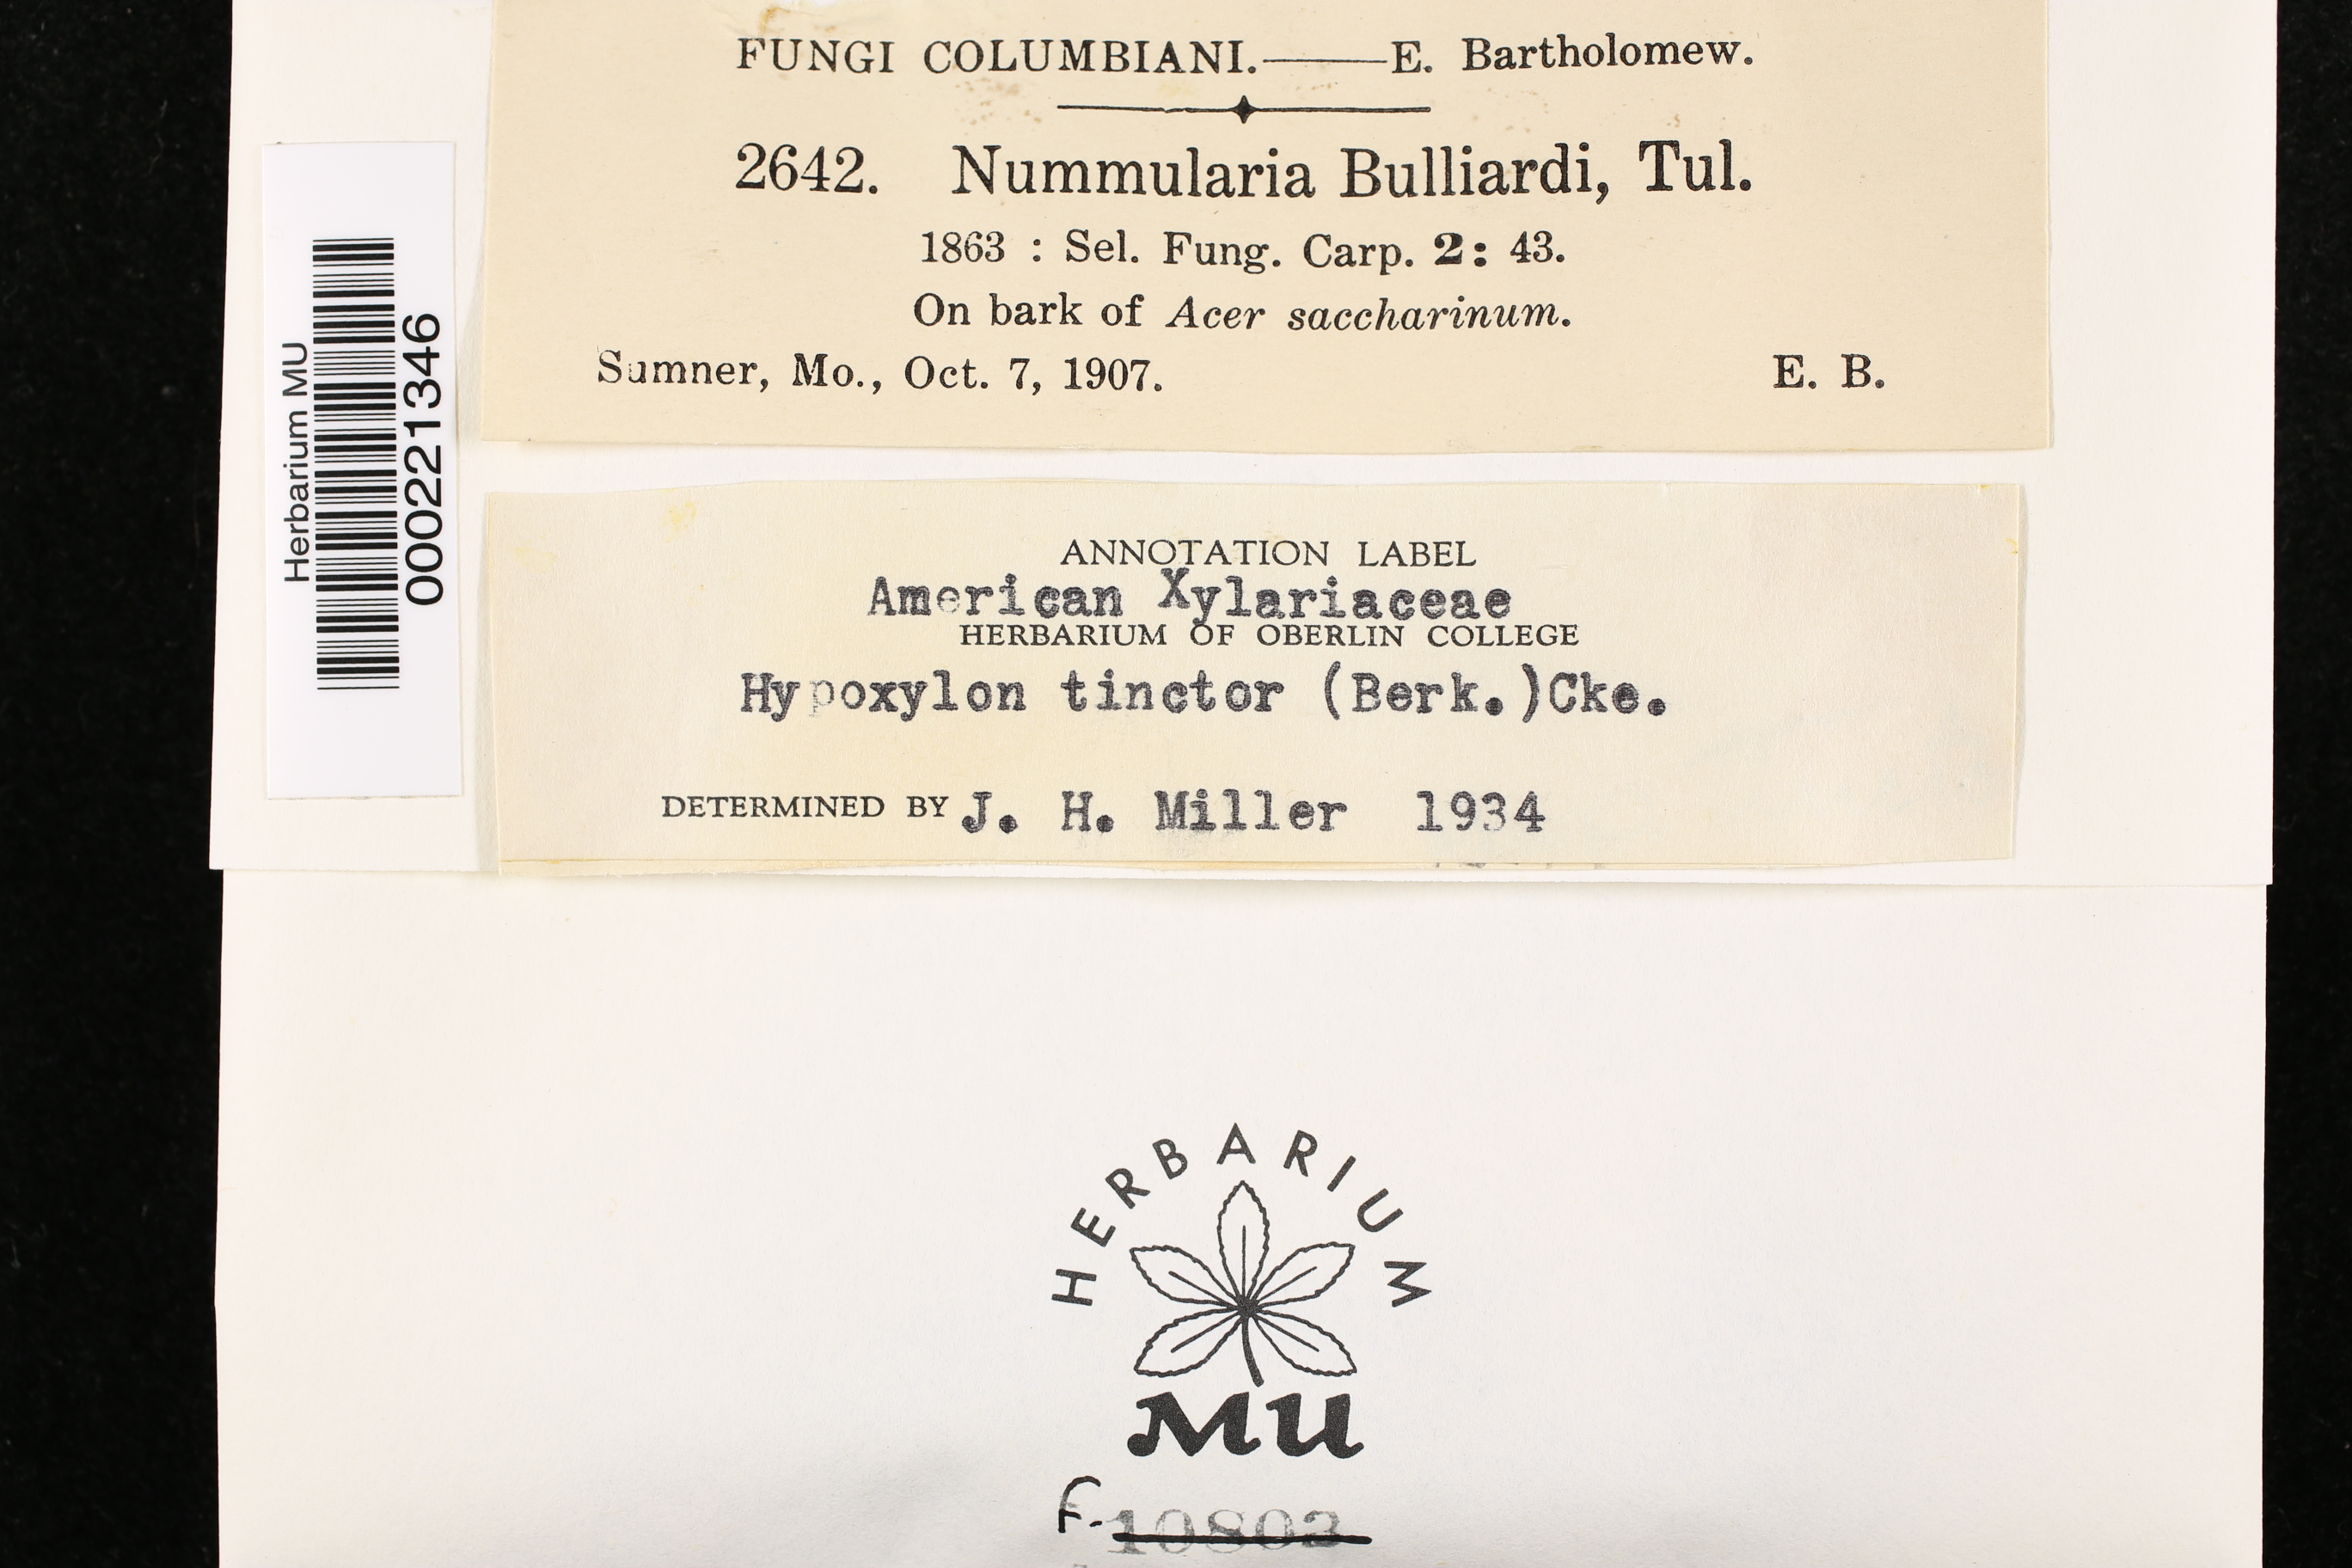 FUNGI COLUMBIANI.——E. Bartholomew.
2642. Nummularia Bulliardi, Tul.
1863 : Sel. Fung. Carp. 2: 43.
On bark of Acer saccharinum.
Sumner, Mo., Oct. 7, 1907. E. B.
Herbarium MU
000221346
ANNOTATION LABEL
American Xylariaceae
HERBARIUM OF OBERLIN COLLEGE
Hypoxylon tinctor (Berk.)Cke.
DETERMINED BY J. H. Miller 1934
HERBARIUM
MU
F-